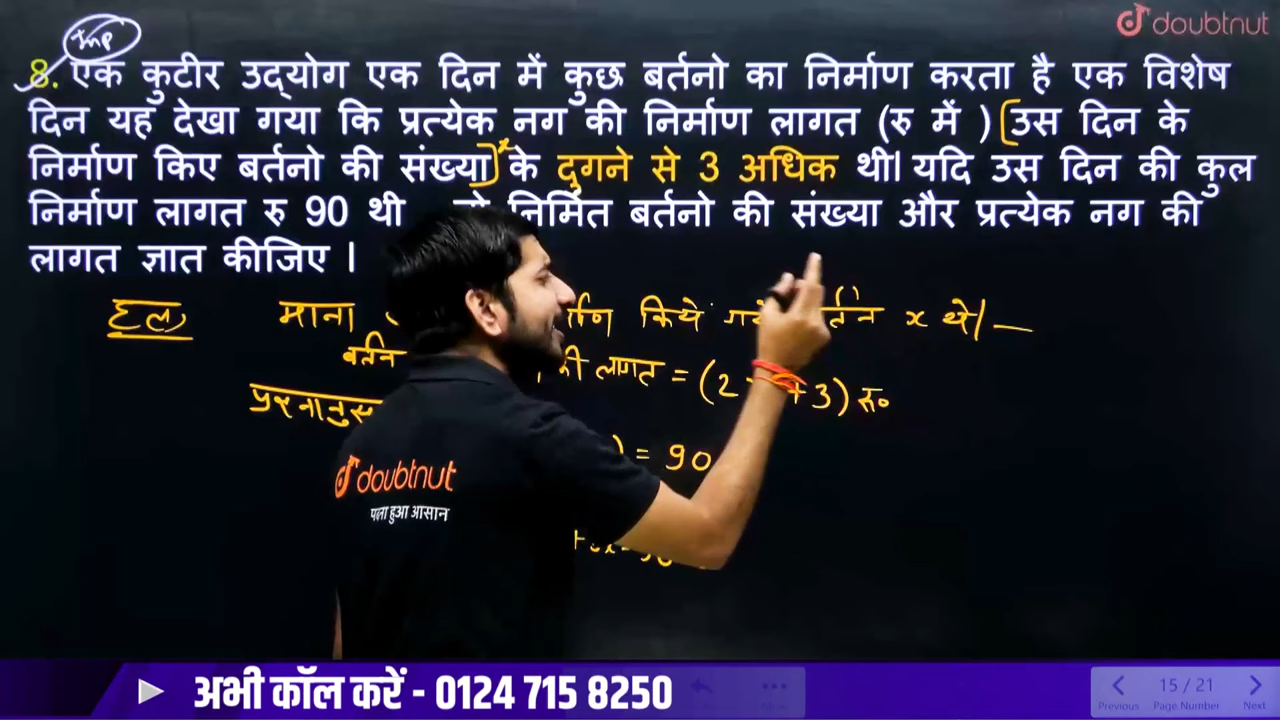 doubtnut
Imp
8. एक कुटीर उद्योग एक दिन में कुछ बर्तनो का निर्माण करता है एक विशेष
दिन यह देखा गया कि प्रत्येक नग की निर्माण लागत (रु में ) [उस दिन के
निर्माण किए बर्तनो की संख्या]* के दुगने से 3 अधिक थी। यदि उस दिन की कुल
निर्माण लागत रु 90 थी निर्मित बर्तनो की संख्या और प्रत्येक नग की
लागत ज्ञात कीजिए ।
हल माना किये x थे।
बर्तन की लागत = (2 +3) रू०
) = 90
doubtnut
पढ़ना हुआ आसान
अभी कॉल करें - 0124 715 8250
15 / 21
Previous Page Number Next